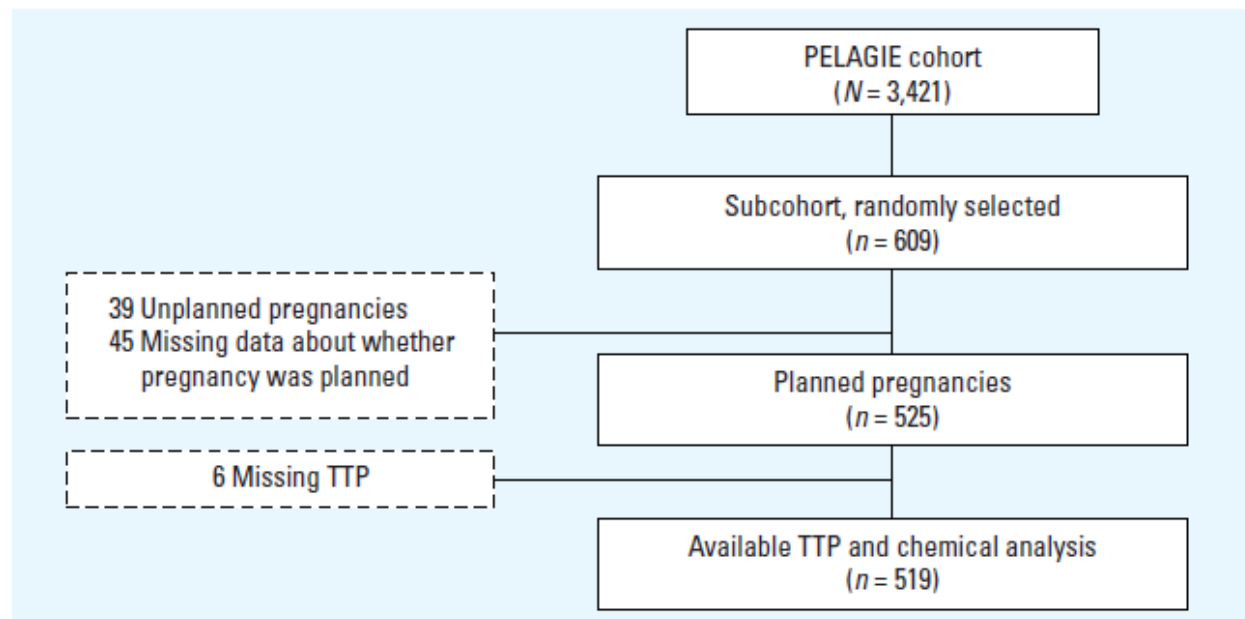 PELAGIE cohort
(N = 3,421)
Subcohort, randomly selected
(n = 609)
39 Unplanned pregnancies
45 Missing data about whether
pregnancy was planned
Planned pregnancies
(n = 525)
6 Missing TTP
Available TTP and chemical analysis
(n = 519)